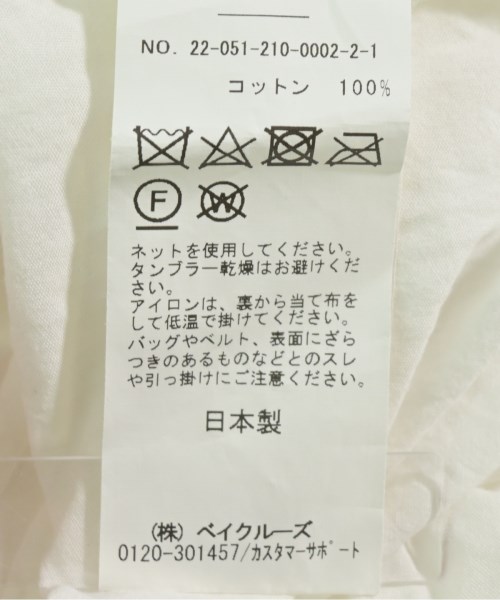 NO. 22-051-210-0002-2-1
コットン 100%
F
W
ネットを使用してください。
タンブラー乾燥はお避けくだ
さい。
アイロンは、裏から当て布を
して低温で掛けてください。
バッグやベルト、表面にざら
つきのあるものなどとのスレ
や引っ掛けにご注意ください。
日本製
(株) ベイクルーズ
0120-301457/カスタマーサポート